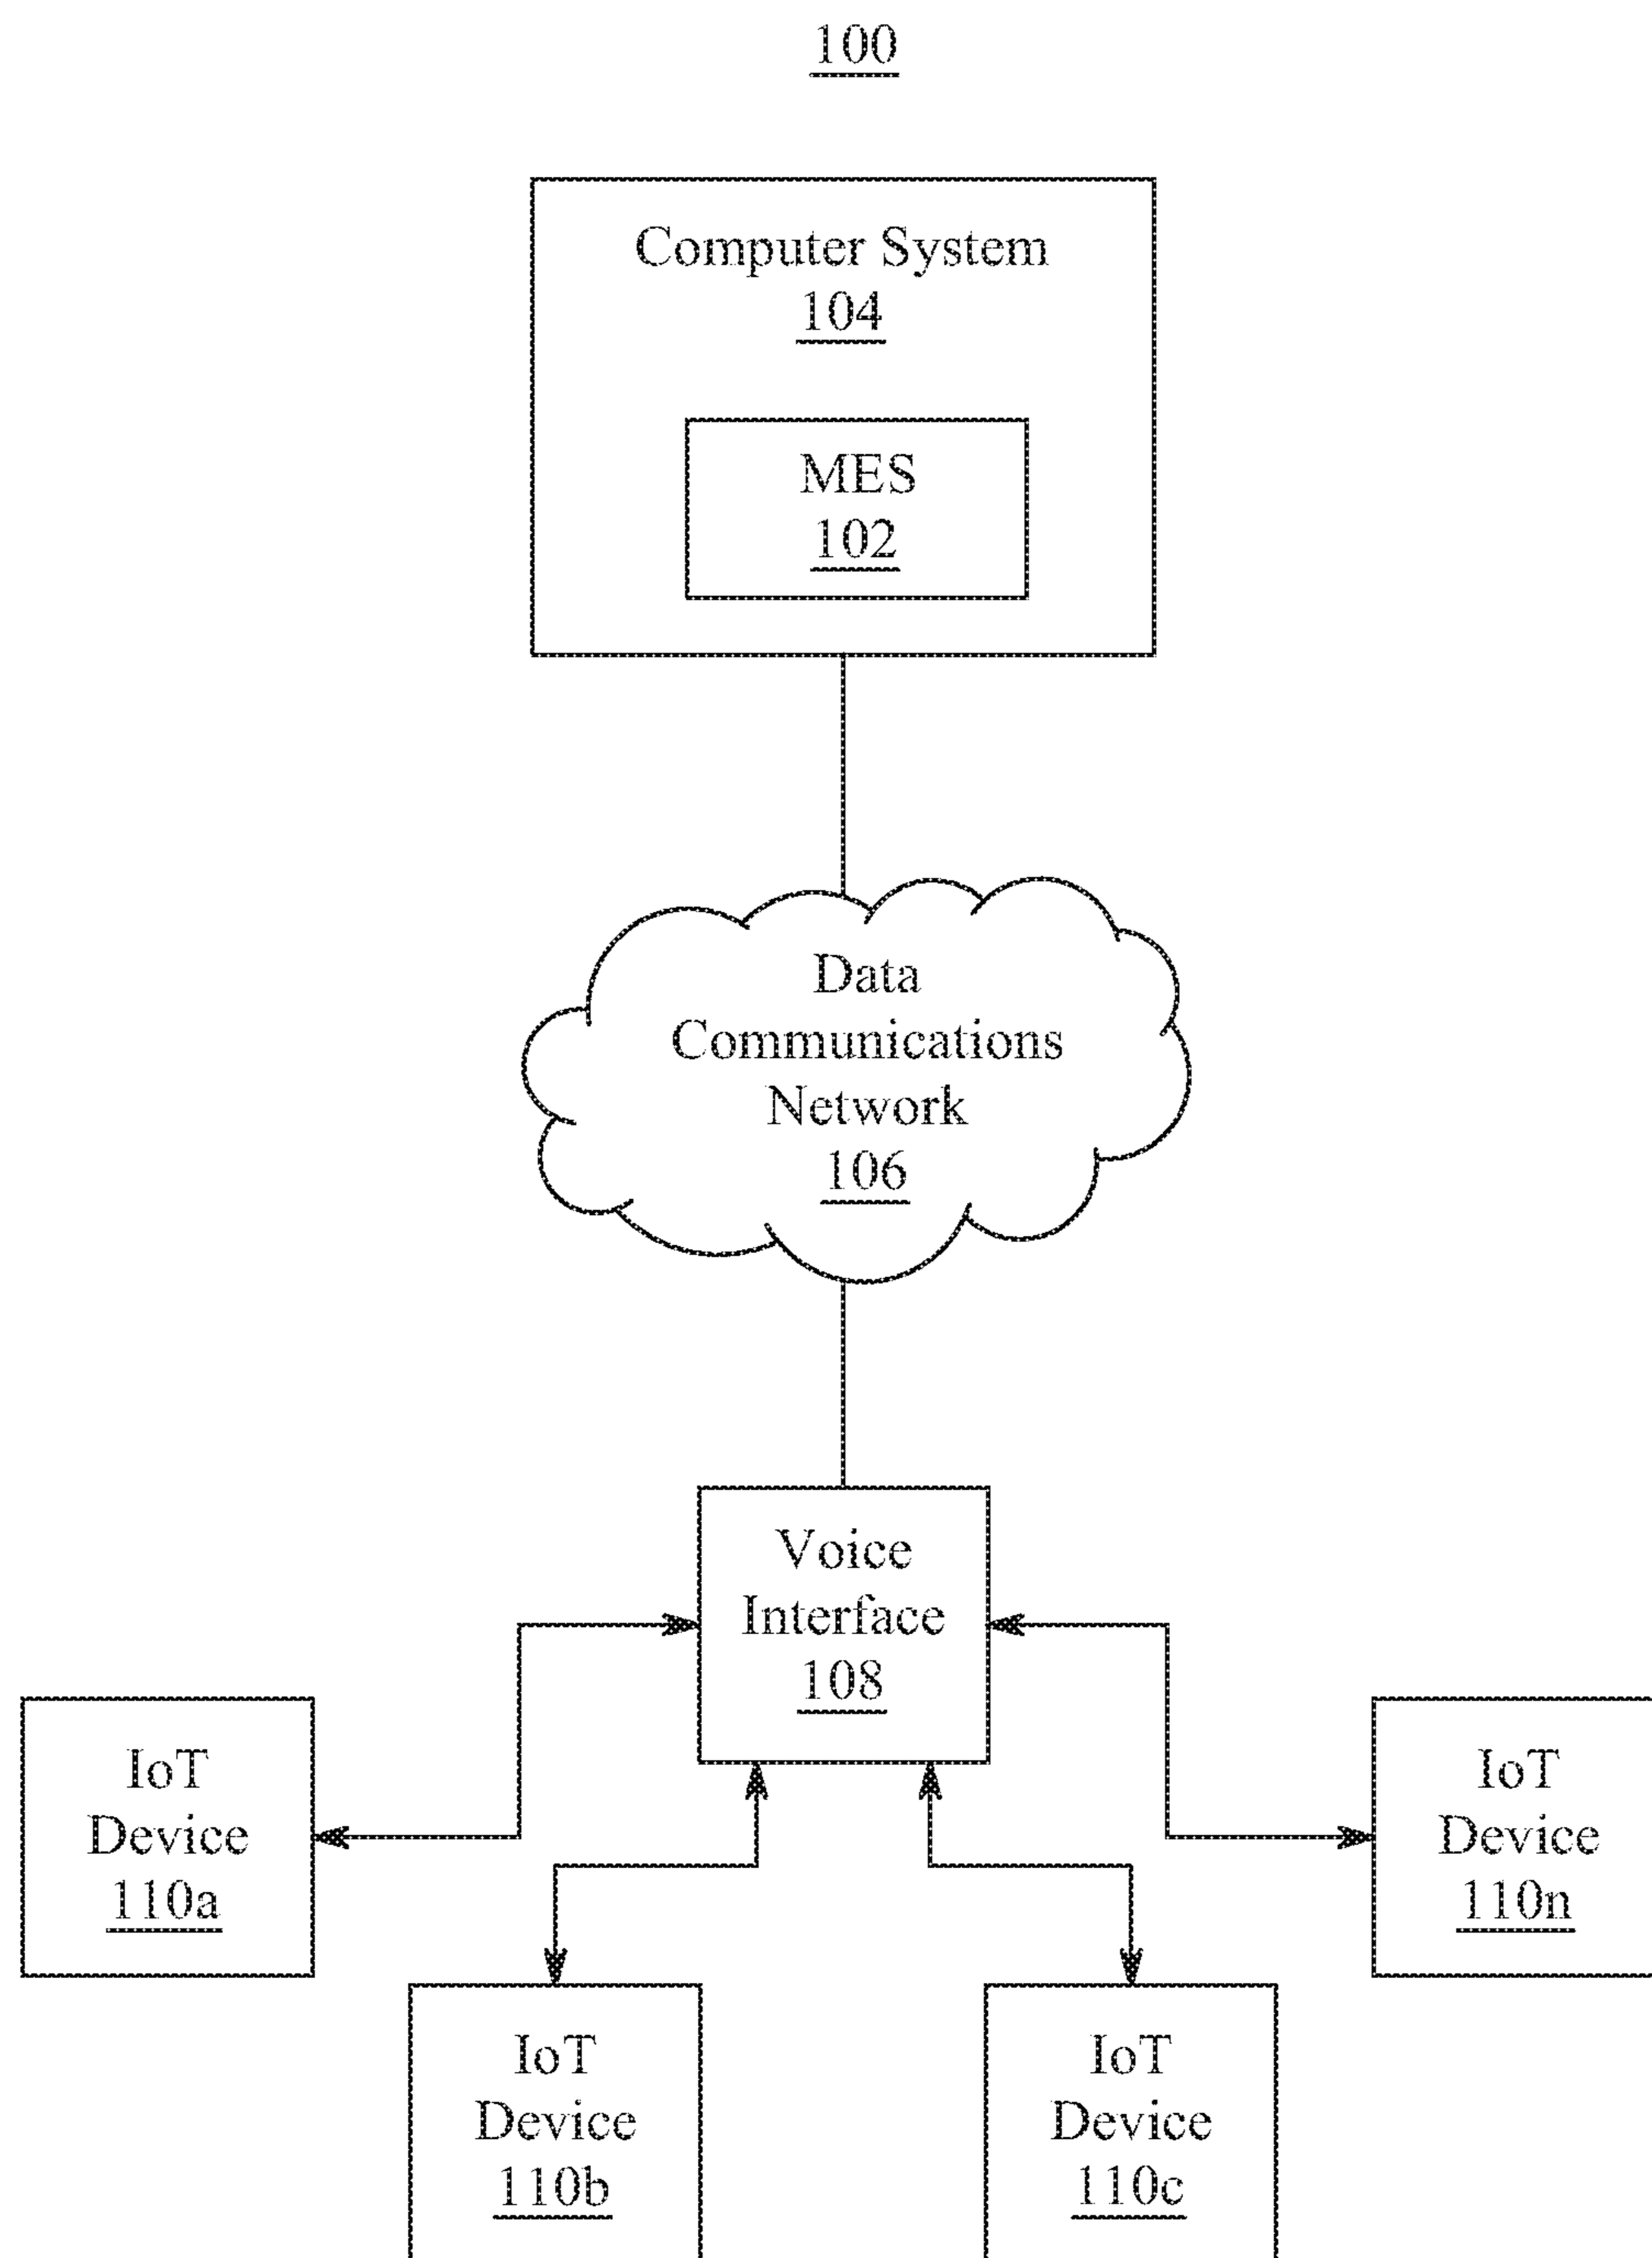 100
Computer System
104
MES
102
Data
Communications
Network
106
Voice
Interface
108
IoT
Device
110a
IoT
Device
110n
IoT
Device
110b
IoT
Device
110c